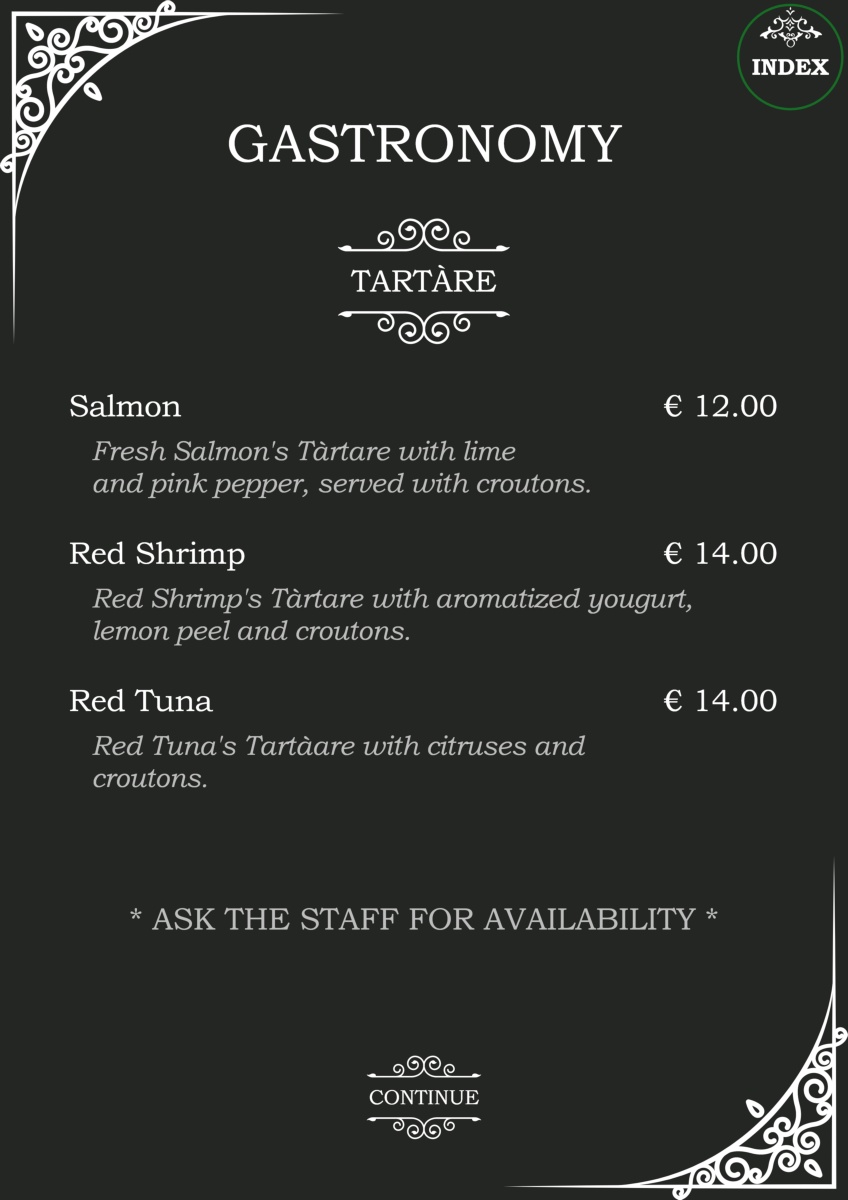 INDEX
GASTRONOMY
TARTÀRE
Salmon € 12.00
Fresh Salmon's Tàrtare with lime
and pink pepper, served with croutons.
Red Shrimp € 14.00
Red Shrimp's Tàrtare with aromatized yougurt,
lemon peel and croutons.
Red Tuna € 14.00
Red Tuna's Tartàare with citruses and
croutons.
* ASK THE STAFF FOR AVAILABILITY *
CONTINUE